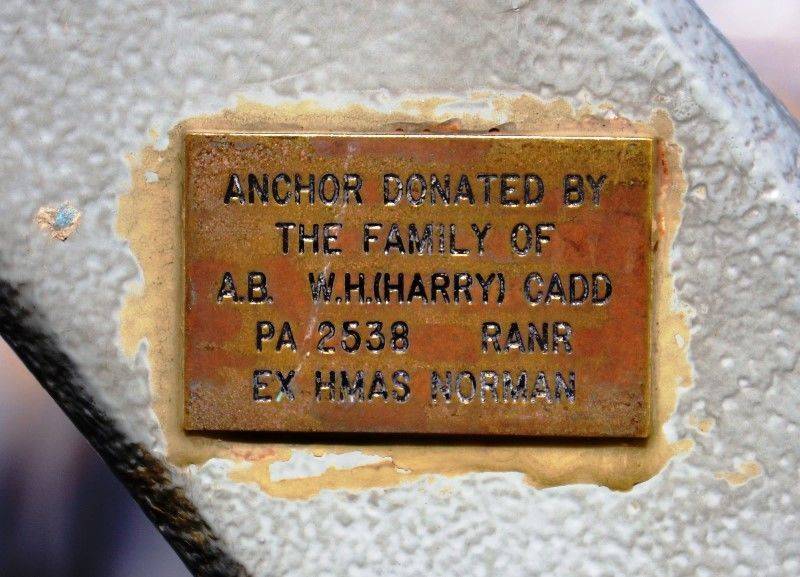 ANCHOR DONATED BY
THE FAMILY OF
A.B. W.H.(HARRY) CADD
PA 2538 RANR
EX HMAS NORMAN